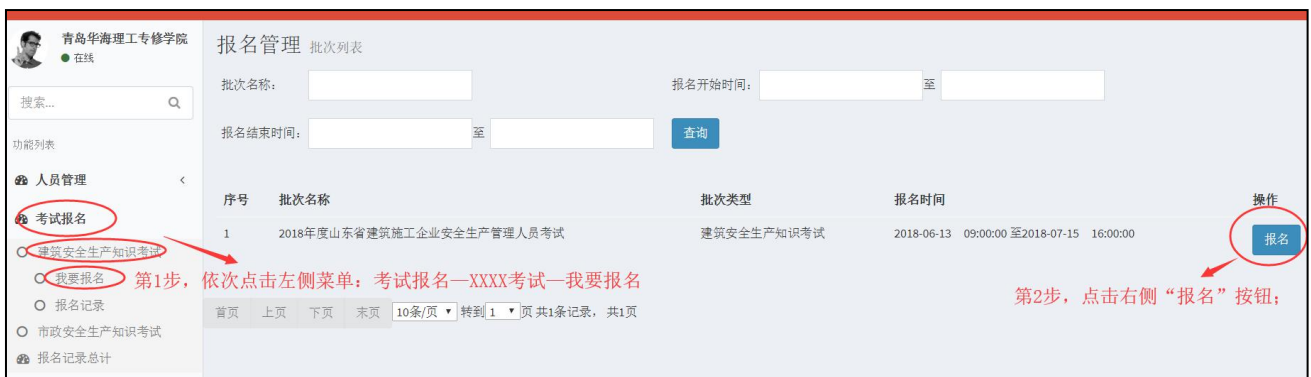 青岛华海理工专修学院
在线
搜索...
功能列表
人员管理
考试报名
建筑安全生产知识考试
我要报名
报名记录
市政安全生产知识考试
报名记录总计
报名管理 批次列表
批次名称： 报名开始时间： 至
报名结束时间： 至 查询
序号 批次名称 批次类型 报名时间 操作
1 2018年度山东省建筑施工企业安全生产管理人员考试 建筑安全生产知识考试 2018-06-13 09:00:00 至2018-07-15 16:00:00 报名
第1步，依次点击左侧菜单：考试报名—XXXX考试—我要报名
第2步，点击右侧“报名”按钮；
首页 上页 下页 末页 10条/页 转到 1 页 共1条记录， 共1页